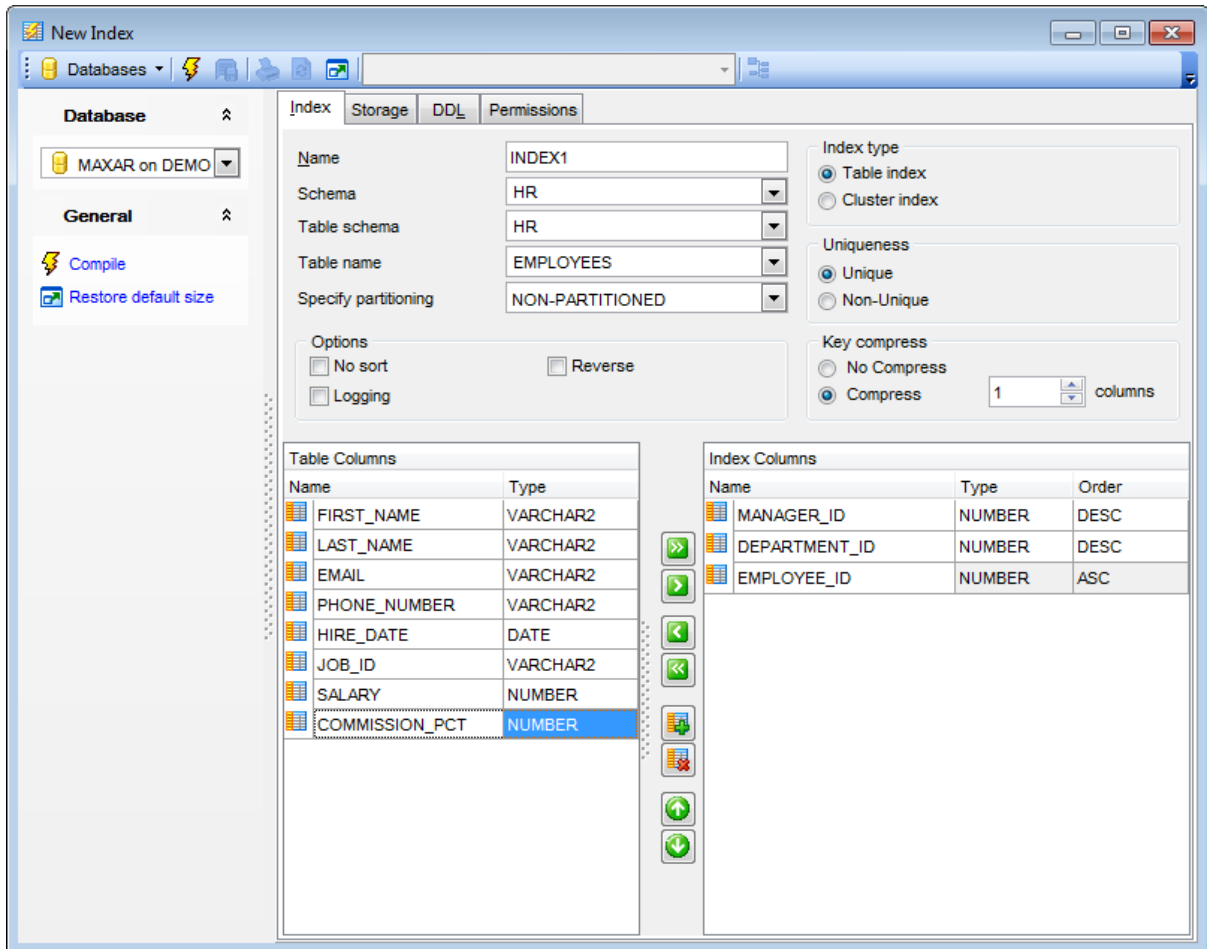 New Index
Databases
Database
MAXAR on DEMO
General
Compile
Restore default size
Index Storage DDL Permissions
Name INDEX1
Schema HR
Table schema HR
Table name EMPLOYEES
Specify partitioning NON-PARTITIONED
Index type
Table index
Cluster index
Uniqueness
Unique
Non-Unique
Options
No sort Reverse
Logging
Key compress
No Compress
Compress 1 columns
Table Columns
Name Type
FIRST_NAME VARCHAR2
LAST_NAME VARCHAR2
EMAIL VARCHAR2
PHONE_NUMBER VARCHAR2
HIRE_DATE DATE
JOB_ID VARCHAR2
SALARY NUMBER
COMMISSION_PCT NUMBER
Index Columns
Name Type Order
MANAGER_ID NUMBER DESC
DEPARTMENT_ID NUMBER DESC
EMPLOYEE_ID NUMBER ASC